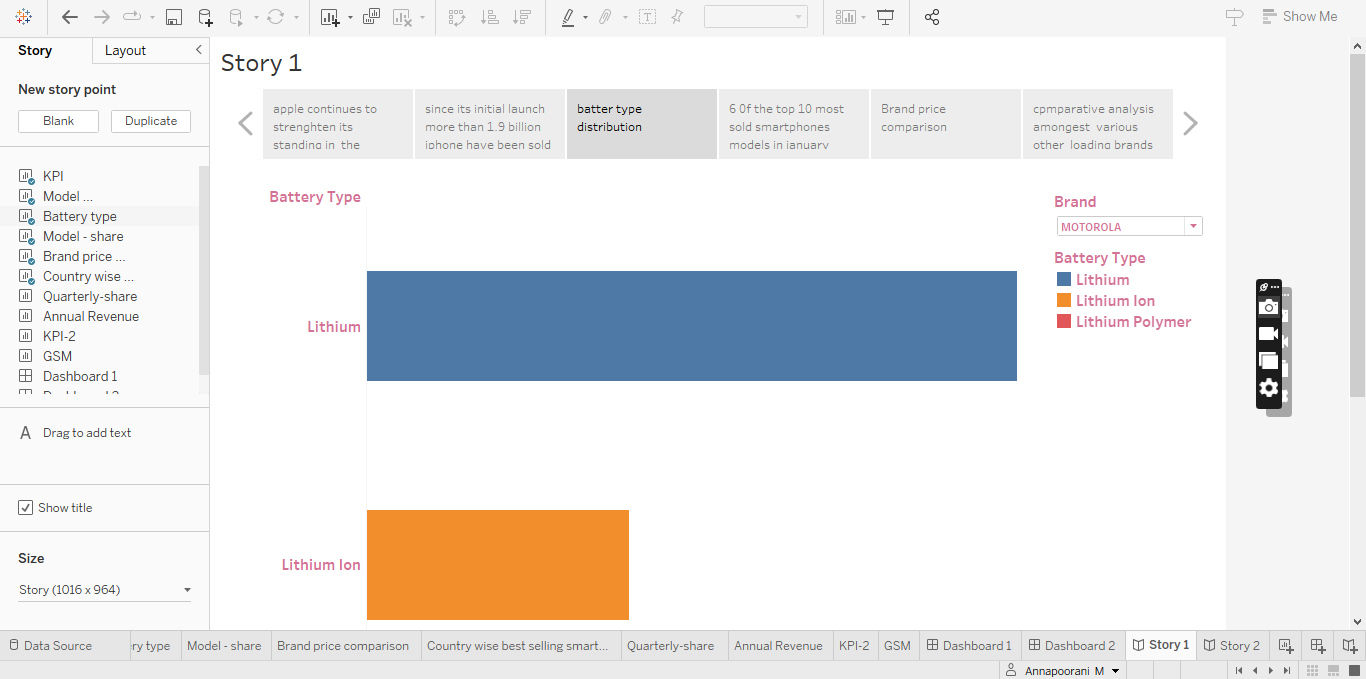 Show Me
Story
Layout
New story point
Blank
Duplicate
KPI
Model ...
Battery type
Model - share
Brand price ...
Country wise ...
Quarterly-share
Annual Revenue
KPI-2
GSM
Dashboard 1
Drag to add text
Show title
Size
Story (1016 x 964)
Story 1
apple continues to
strenghten its
standing in the
since its initial launch
more than 1.9 billion
iphone have been sold
batter type
distribution
6 0f the top 10 most
sold smartphones
models in january
Brand price
comparison
cpmparative analysis
amongest various
other loading brands
Battery Type
Lithium
Lithium Ion
Brand
MOTOROLA
Battery Type
Lithium
Lithium Ion
Lithium Polymer
Data Source
ry type
Model - share
Brand price comparison
Country wise best selling smart...
Quarterly-share
Annual Revenue
KPI-2
GSM
Dashboard 1
Dashboard 2
Story 1
Story 2
Annapoorani M